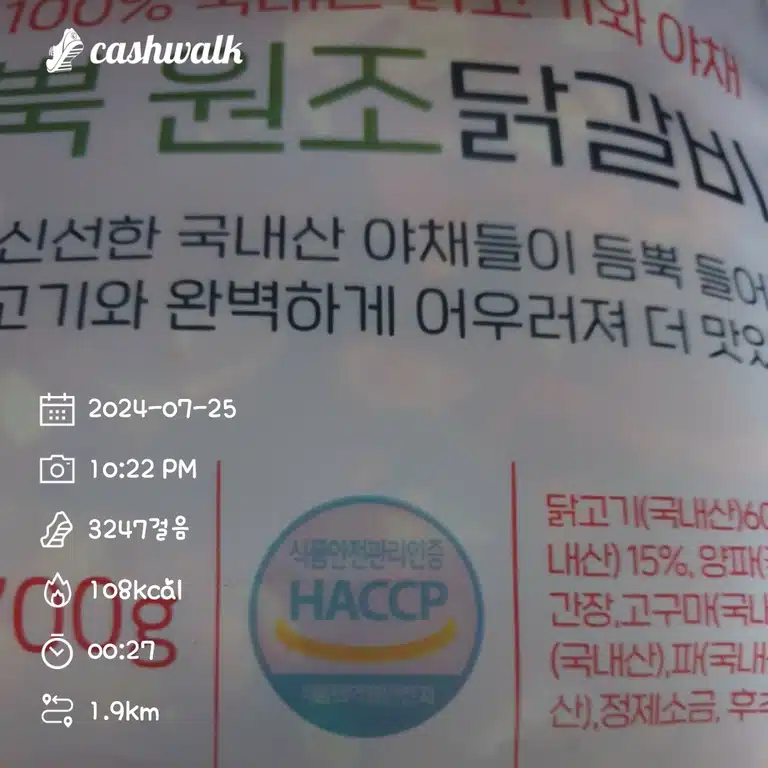 100% 국내산 닭고기와 야채
cashwalk
뿍 원조닭갈비
신선한 국내산 야채들이 듬뿍 들어
고기와 완벽하게 어우러져 더 맛있
2024-07-25
10:22 PM
3247걸음
108kcal
00:27
1.9km
700g
식품안전관리인증
HACCP
닭고기(국내산)60
내산) 15%, 양파(
간장,고구마(국내
(국내산),파(국내
산),정제소금, 후추